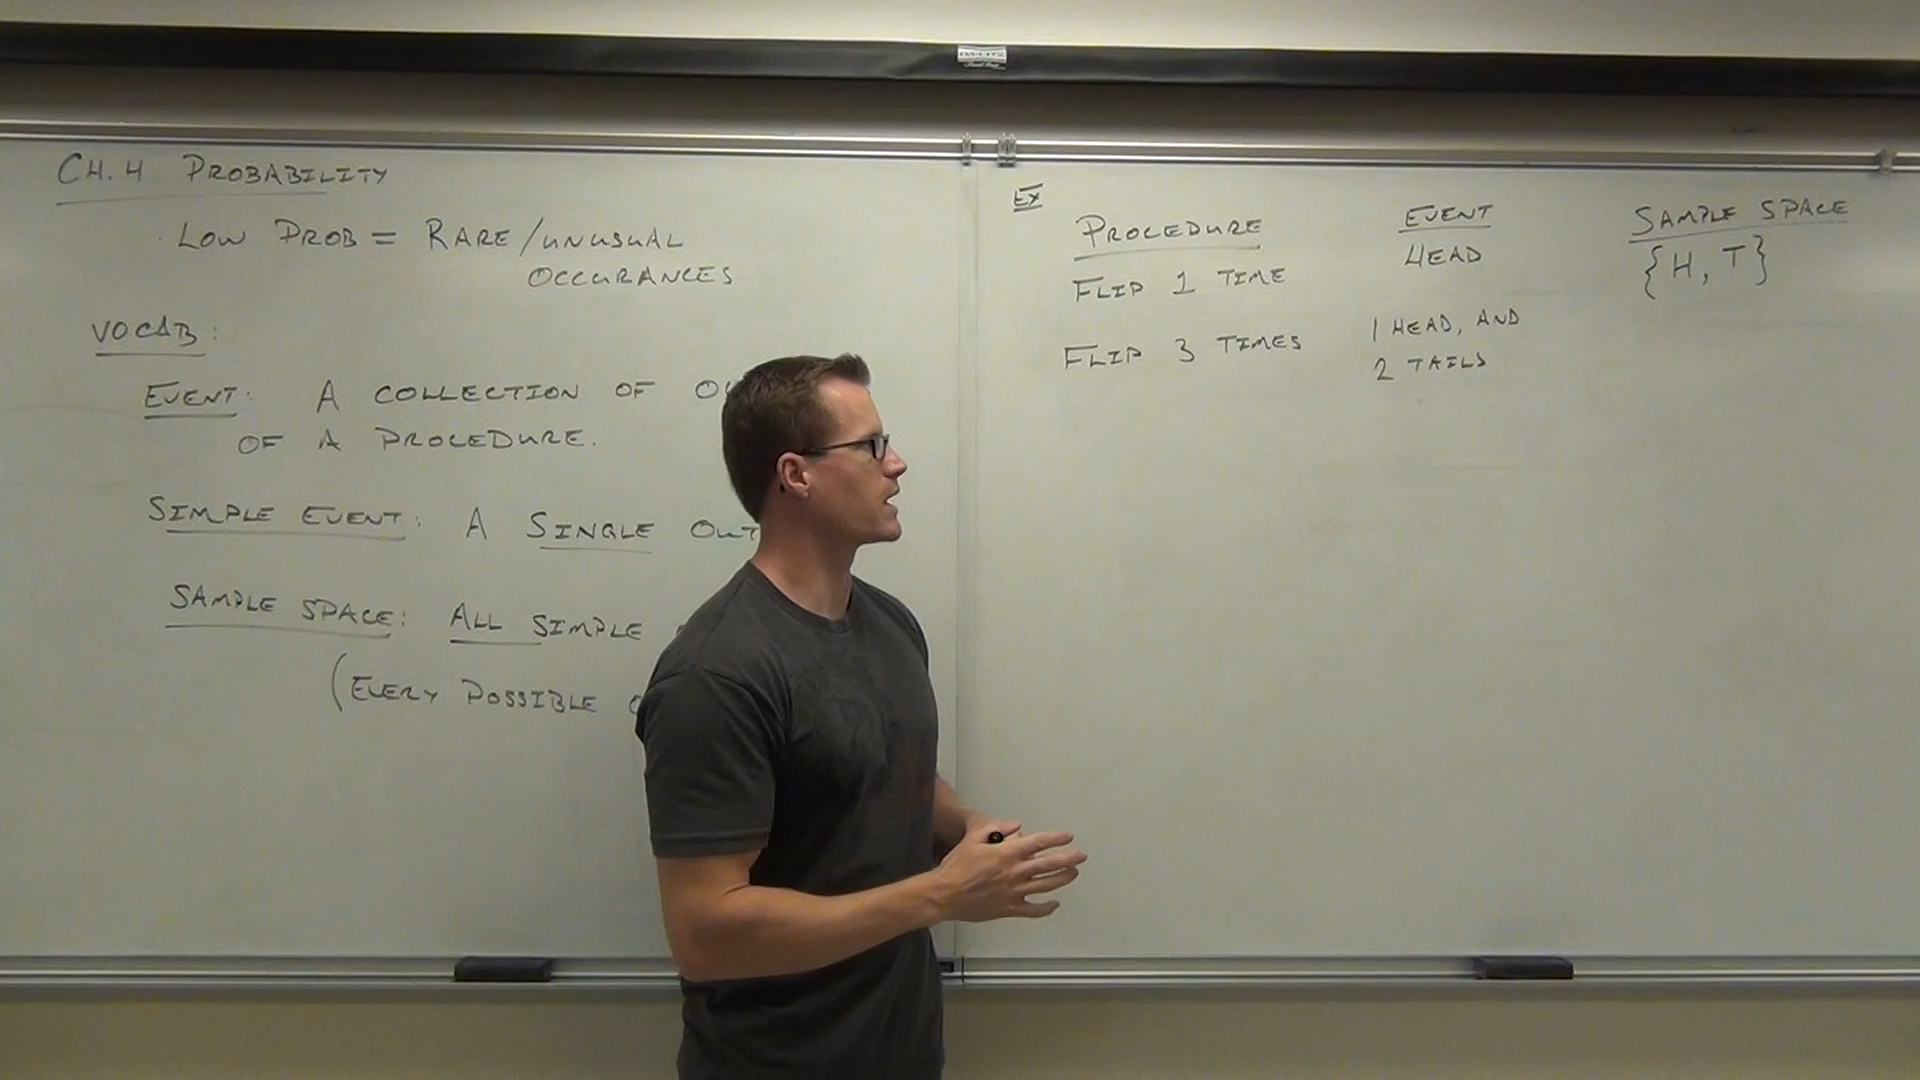 CH. 4 PROBABILITY
LOW PROB = RARE/UNUSUAL
OCCURANCES
VOCAB:
EVENT: A COLLECTION OF
OF A PROCEDURE.
SIMPLE EVENT: A SINGLE OUT
SAMPLE SPACE: ALL SIMPLE
(EVERY POSSIBLE
EX
PROCEDURE EVENT SAMPLE SPACE
FLIP 1 TIME HEAD {H, T}
FLIP 3 TIMES 1 HEAD, AND
2 TAILS